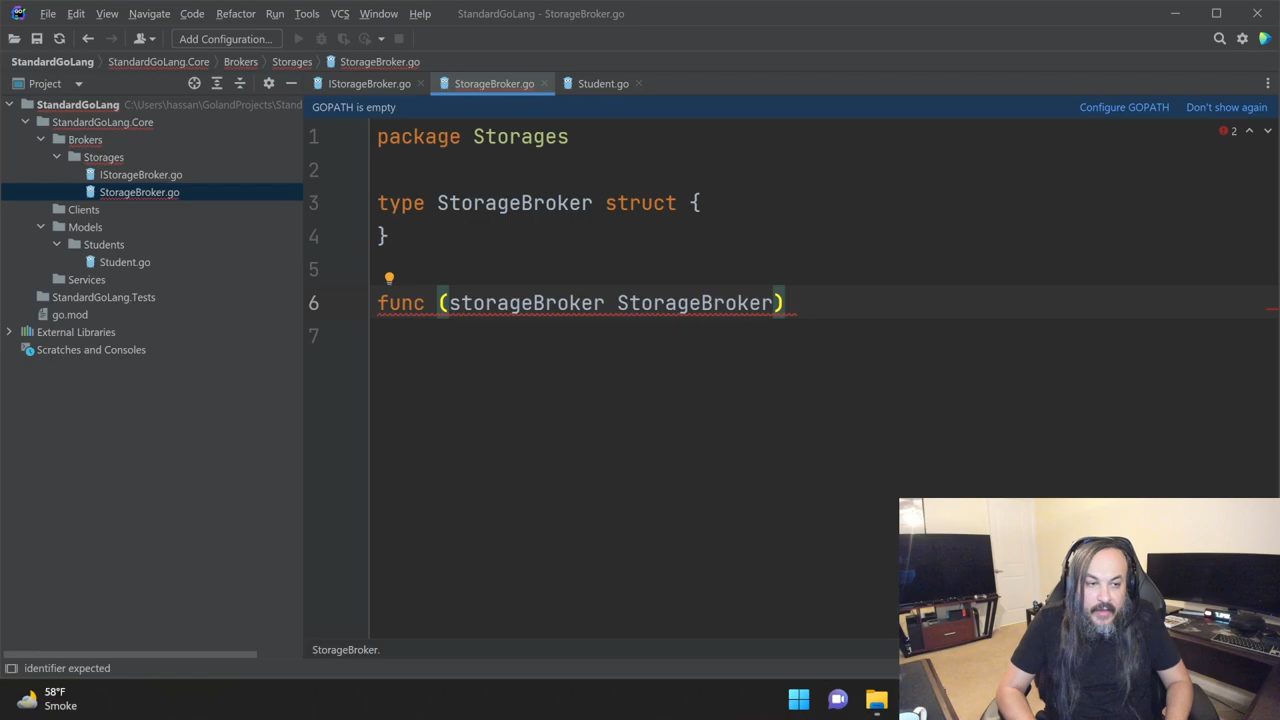 File Edit View Navigate Code Refactor Run Tools VCS Window Help StandardGoLang - StorageBroker.go
Add Configuration...
StandardGoLang StandardGoLang.Core Brokers Storages StorageBroker.go
Project IStorageBroker.go StorageBroker.go Student.go
StandardGoLang C:\Users\hassan\GolandProjects\Stand
GOPATH is empty Configure GOPATH Don't show again
StandardGoLang.Core
Brokers
Storages
IStorageBroker.go
StorageBroker.go
Clients
Models
Students
Student.go
Services
StandardGoLang.Tests
go.mod
External Libraries
Scratches and Consoles
2
1 package Storages
2
3 type StorageBroker struct {
4 }
5
6 func (storageBroker StorageBroker)
7
StorageBroker.
identifier expected
58°F
Smoke